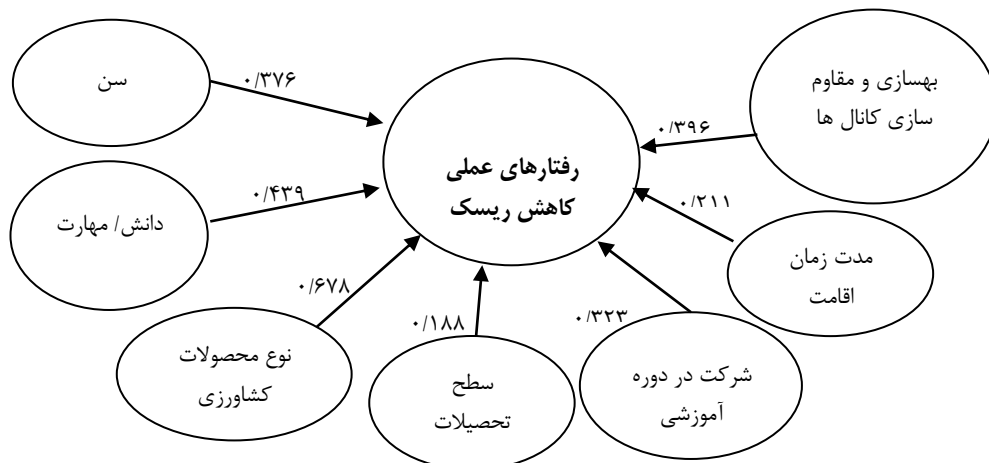 سن
۰/۳۷۶
بهسازی و مقاوم
سازی کانال ها
۰/۳۹۶
رفتارهای عملی
کاهش ریسک
دانش/ مهارت
۰/۴۳۹
۰/۲۱۱
مدت زمان
اقامت
۰/۶۷۸
نوع محصولات
کشاورزی
۰/۱۸۸
سطح
تحصیلات
۰/۳۲۳
شرکت در دوره
آموزشی